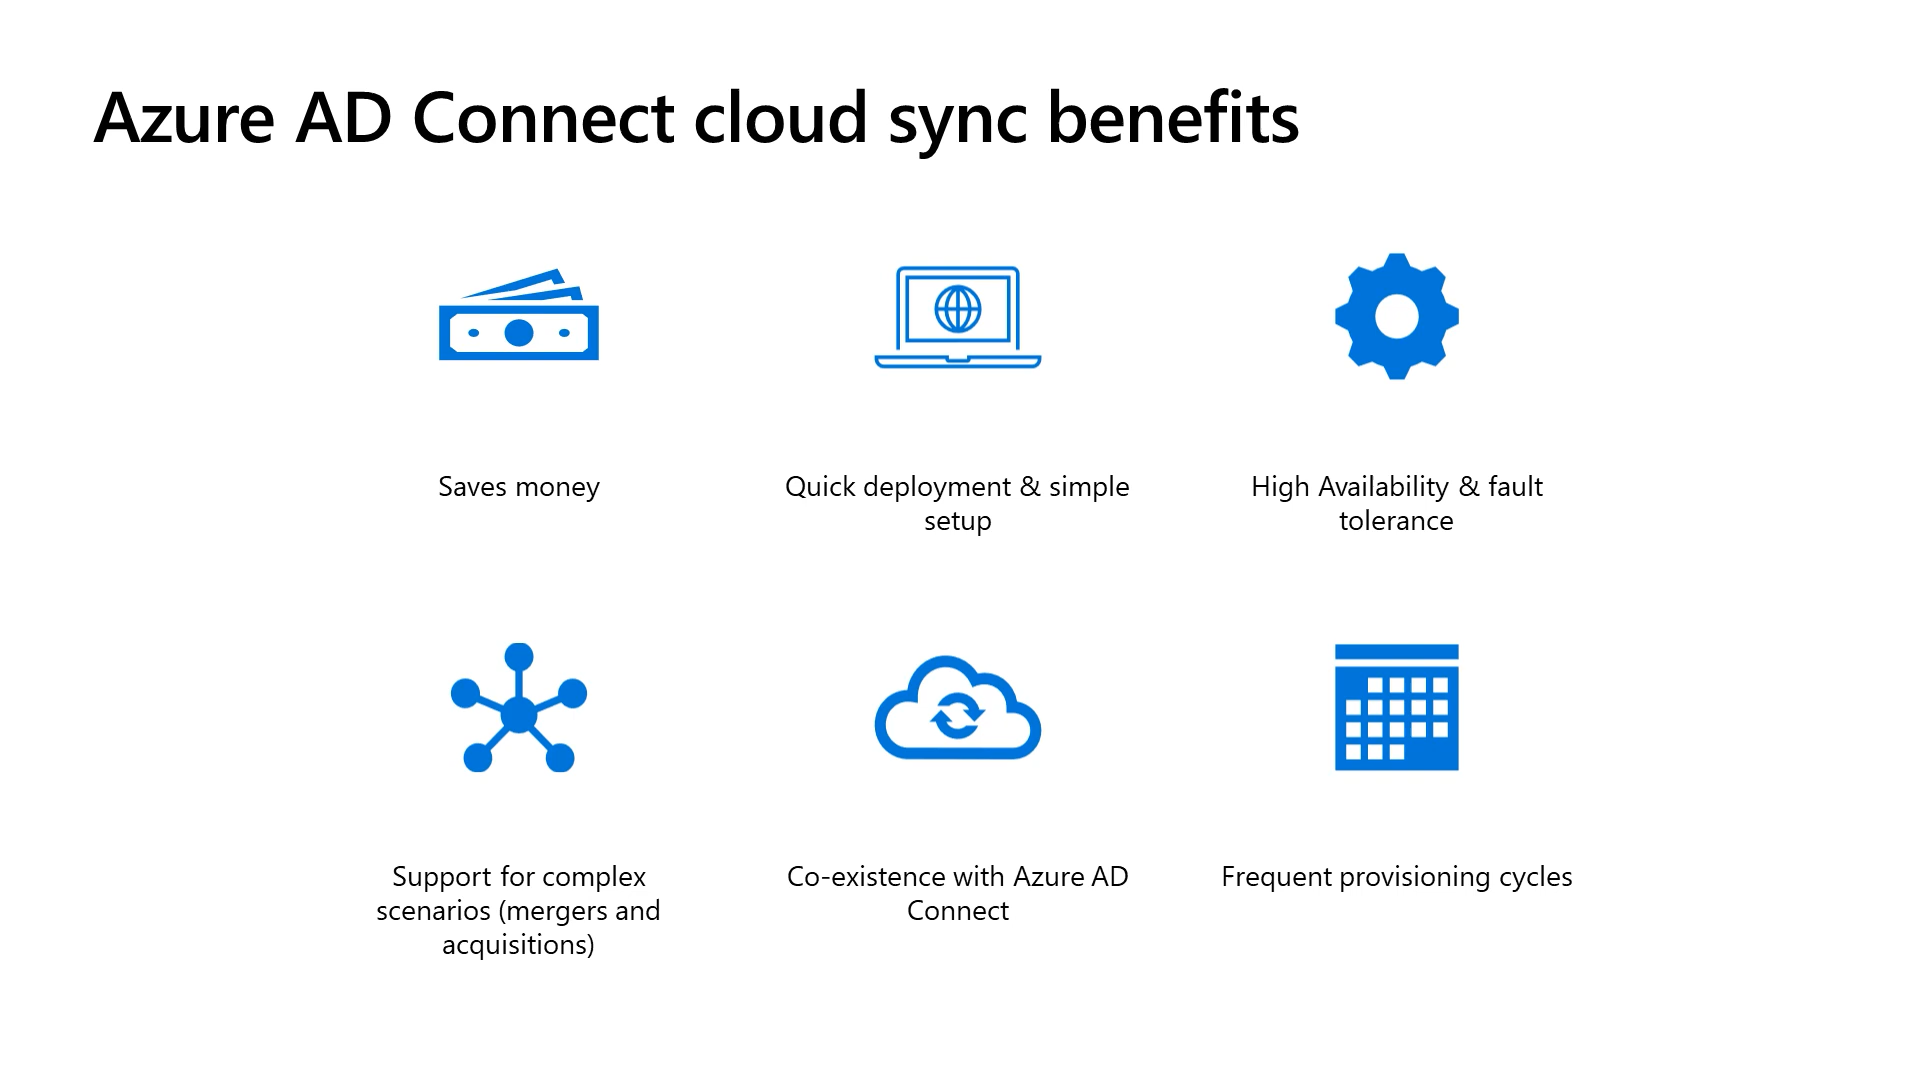 Azure AD Connect cloud sync benefits
Saves money
Quick deployment & simple
setup
High Availability & fault
tolerance
Support for complex
scenarios (mergers and
acquisitions)
Co-existence with Azure AD
Connect
Frequent provisioning cycles